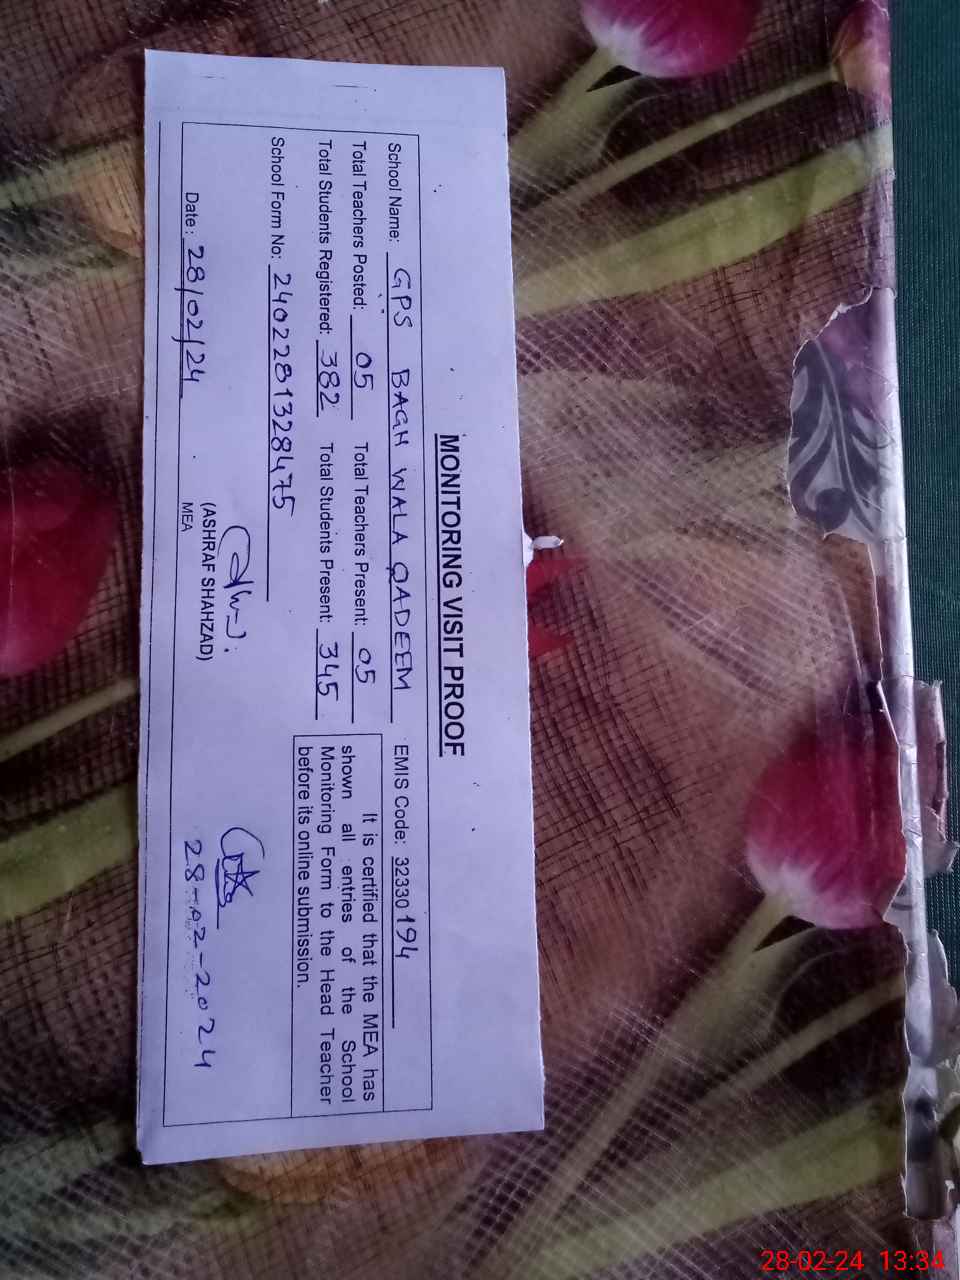 MONITORING VISIT PROOF
School Name: GPS BAGH WALA QADEEM EMIS Code: 32330194
Total Teachers Posted: 05 Total Teachers Present: 05
Total Students Registered: 382 Total Students Present: 345
It is certified that the MEA has
shown all entries of the School
Monitoring Form to the Head Teacher
before its online submission.
School Form No: 2402281328475
Date: 28/02/24
(ASHRAF SHAHZAD)
MEA
28-02-2024
28-02-24 13:34